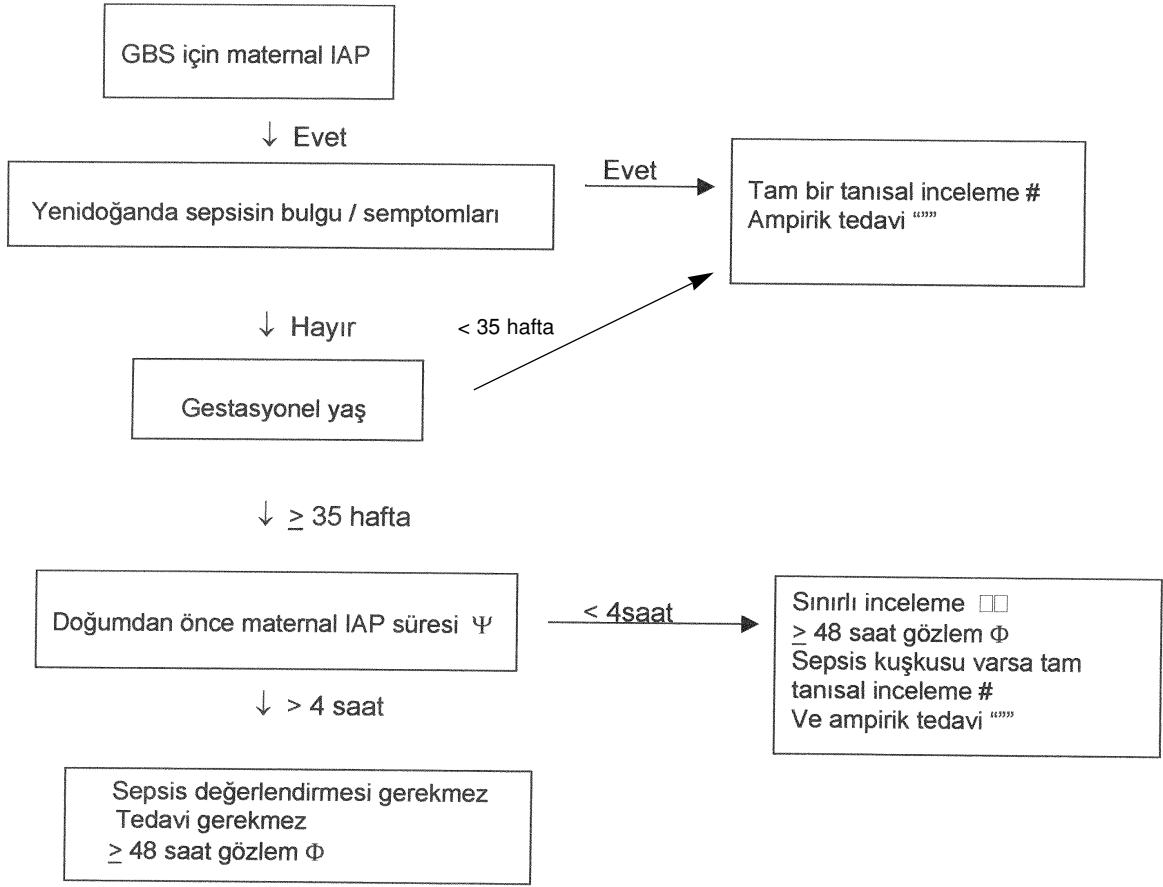 GBS için maternal IAP
↓ Evet
Yenidoğanda sepsisin bulgu / semptomları
Evet
Tam bir tanısal inceleme #
Ampirik tedavi “””
↓ Hayır
< 35 hafta
Gestasyonel yaş
↓ ≥ 35 hafta
Doğumdan önce maternal IAP süresi Ψ
< 4saat
Sınırlı inceleme □□
≥ 48 saat gözlem Φ
Sepsis kuşkusu varsa tam
tanısal inceleme #
Ve ampirik tedavi “””
↓ > 4 saat
Sepsis değerlendirmesi gerekmez
Tedavi gerekmez
≥ 48 saat gözlem Φ